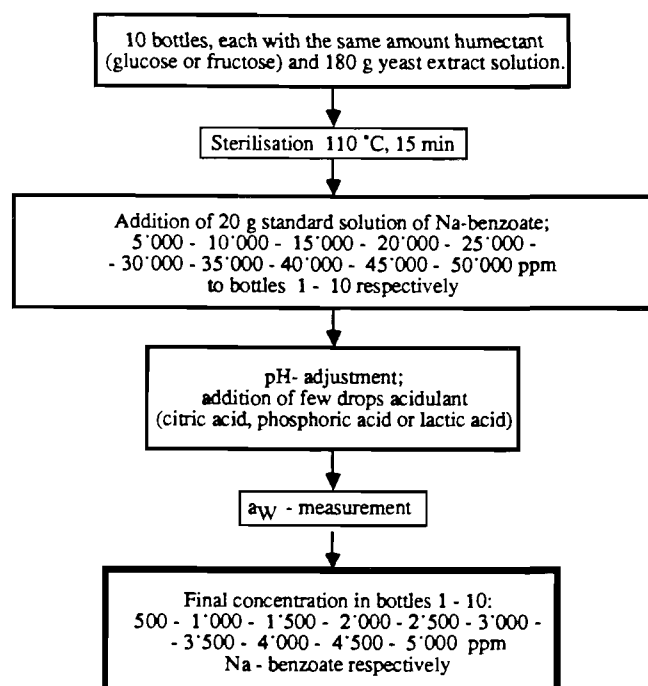 10 bottles, each with the same amount humectant
(glucose or fructose) and 180 g yeast extract solution.
Sterilisation 110 °C, 15 min
Addition of 20 g standard solution of Na-benzoate;
5'000 - 10'000 - 15'000 - 20'000 - 25'000 -
- 30'000 - 35'000 - 40'000 - 45'000 - 50'000 ppm
to bottles 1 - 10 respectively
pH- adjustment;
addition of few drops acidulant
(citric acid, phosphoric acid or lactic acid)
aw - measurement
Final concentration in bottles 1 - 10:
500 - 1'000 - 1'500 - 2'000 - 2'500 - 3'000 -
- 3'500 - 4'000 - 4'500 - 5'000 ppm
Na - benzoate respectively